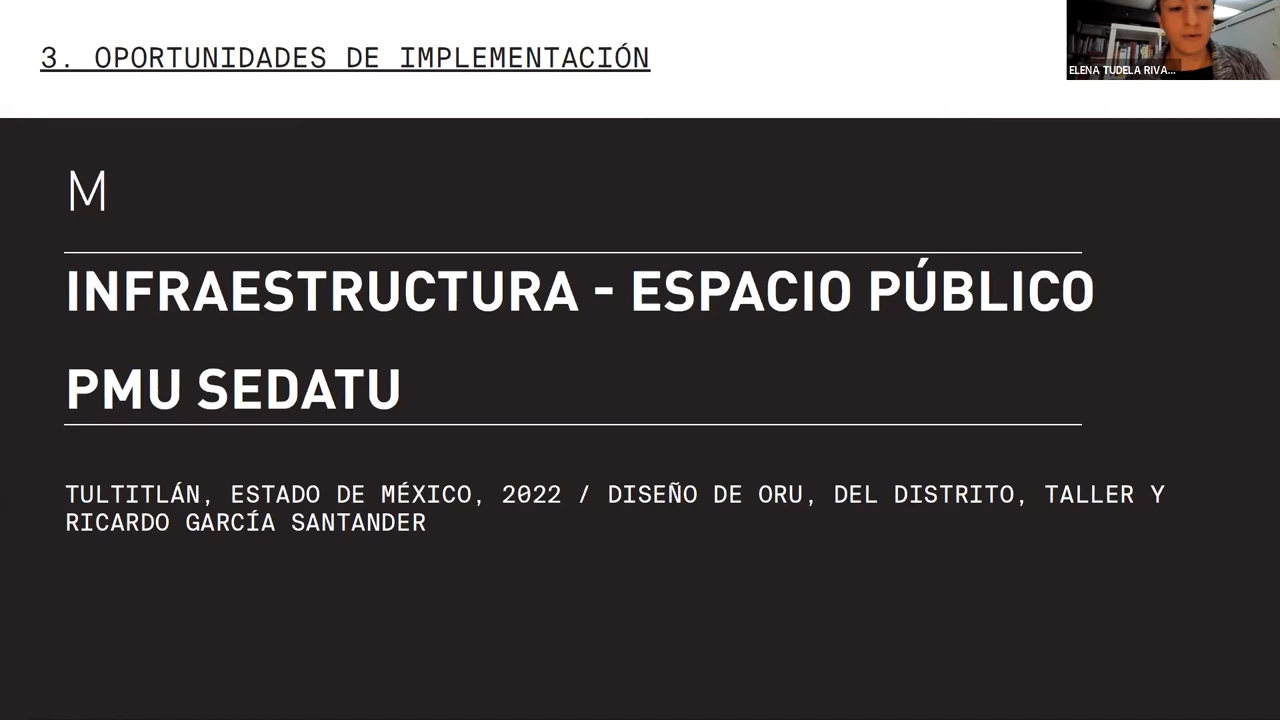 3. OPORTUNIDADES DE IMPLEMENTACIÓN
ELENA TUDELA RIVA...
M
INFRAESTRUCTURA - ESPACIO PÚBLICO
PMU SEDATU
TULTITLÁN, ESTADO DE MÉXICO, 2022 / DISEÑO DE ORU, DEL DISTRITO, TALLER Y
RICARDO GARCÍA SANTANDER